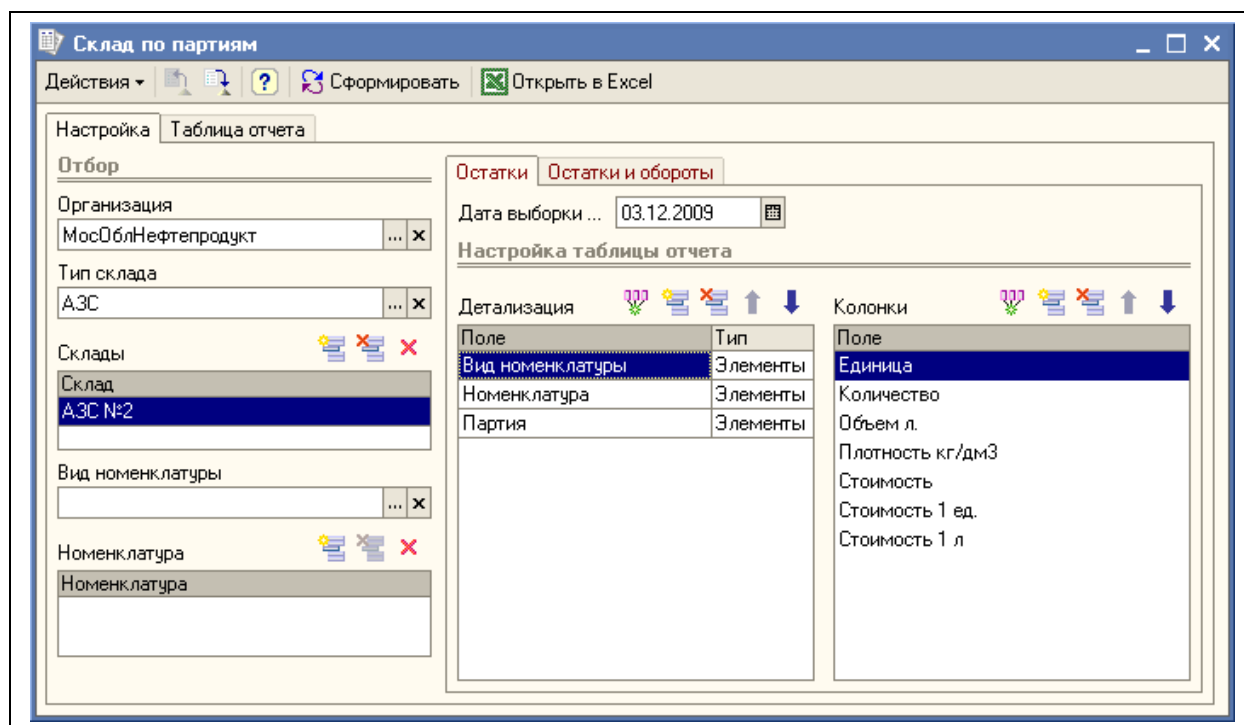 Склад по партиям
Действия ? Сформировать Открыть в Excel
Настройка Таблица отчета
Отбор
Организация
МосОблНефтепродукт ...
Тип склада
АЗС ...
Склады
Склад
АЗС №2
Вид номенклатуры
...
Номенклатура
Номенклатура
Остатки Остатки и обороты
Дата выборки ... 03.12.2009
Настройка таблицы отчета
Детализация
Поле Тип
Вид номенклатуры Элементы
Номенклатура Элементы
Партия Элементы
Колонки
Поле
Единица
Количество
Объем л.
Плотность кг/дм3
Стоимость
Стоимость 1 ед.
Стоимость 1 л